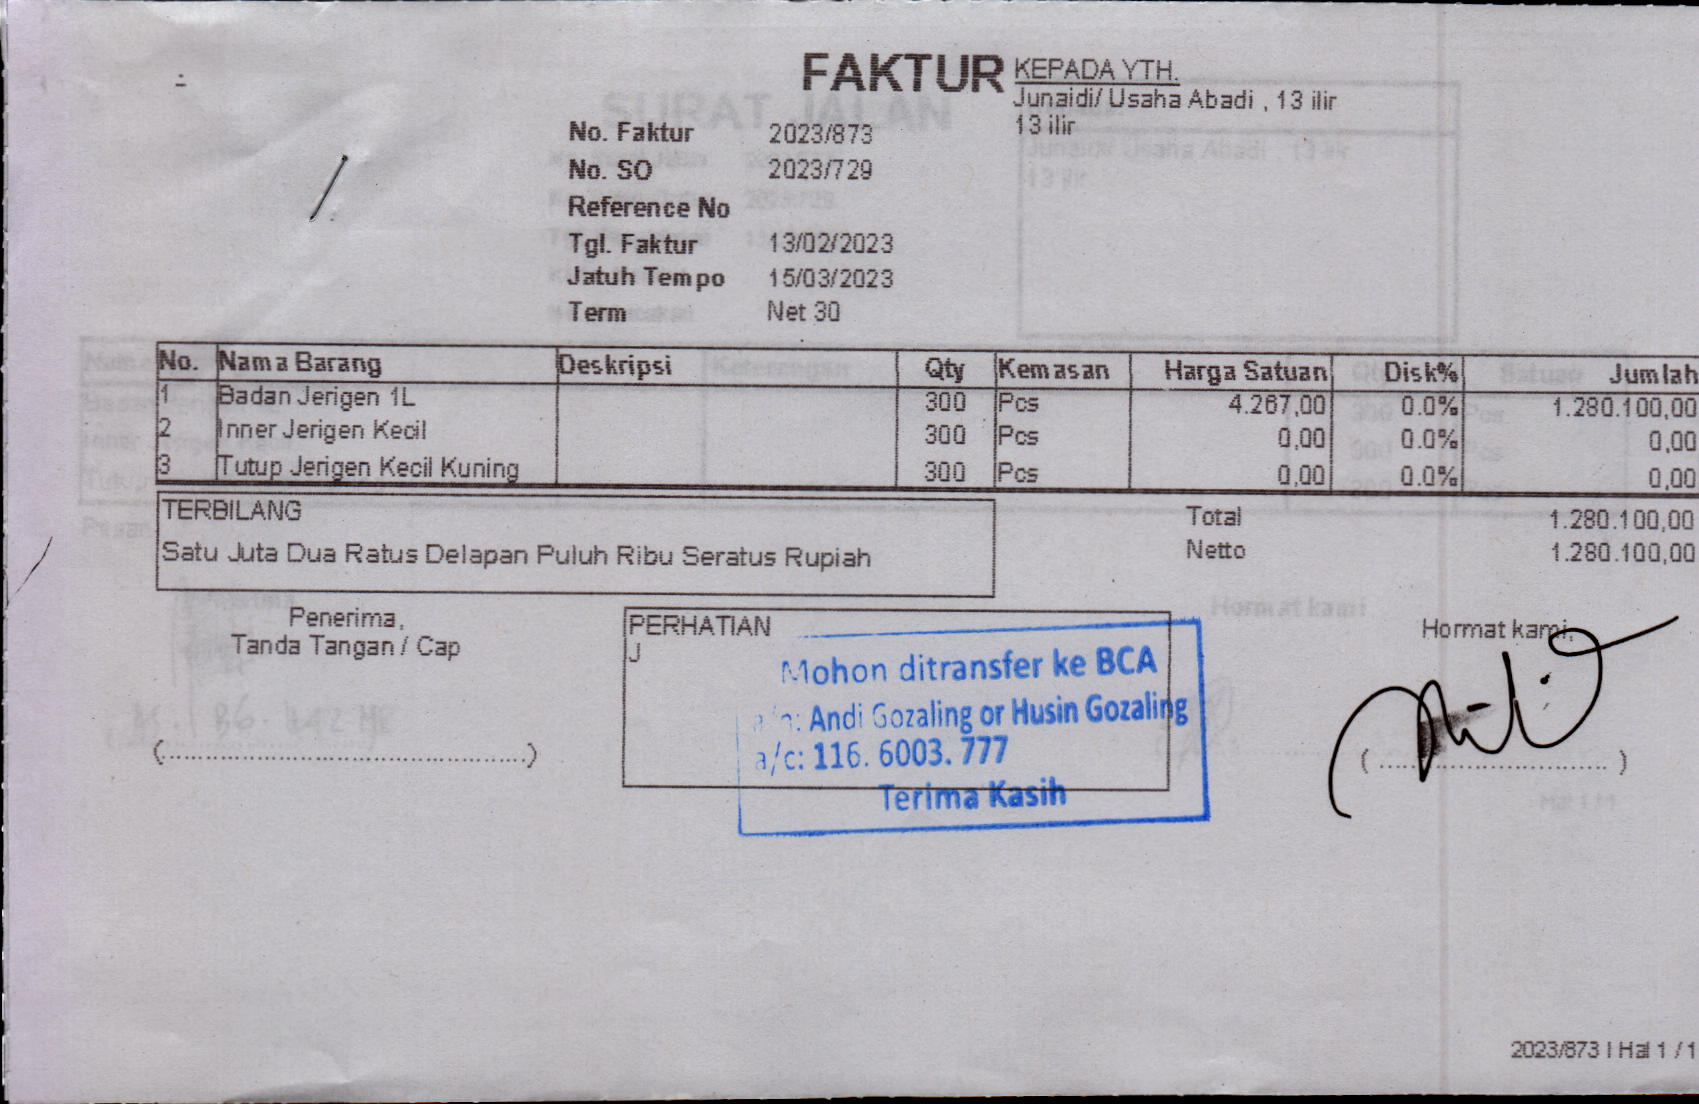 FAKTUR
KEPADA YTH.
Junaidi/ Usaha Abadi , 13 ilir
13 ilir
No. Faktur 2023/873
No. SO 2023/729
Reference No
Tgl. Faktur 13/02/2023
Jatuh Tempo 15/03/2023
Term Net 30
No. Nama Barang Deskripsi Qty Kemasan Harga Satuan Disk% Jumlah
1 Badan Jerigen 1L 300 Pcs 4.267,00 0.0% 1.280.100,00
2 Inner Jerigen Kecil 300 Pcs 0,00 0.0% 0,00
3 Tutup Jerigen Kecil Kuning 300 Pcs 0,00 0.0% 0,00
TERBILANG
Satu Juta Dua Ratus Delapan Puluh Ribu Seratus Rupiah
Total 1.280.100,00
Netto 1.280.100,00
Penerima,
Tanda Tangan / Cap
(....................................................)
PERHATIAN
J
Mohon ditransfer ke BCA
a/n: Andi Gozaling or Husin Gozaling
a/c: 116. 6003. 777
Terima Kasih
Hormat kami,
(................................)
2023/873 | Hal 1 / 1